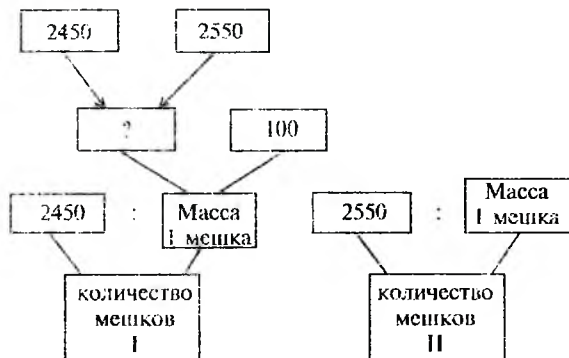 2450 2550
? 100
2450 : Масса 1 мешка 2550 : Масса 1 мешка
количество мешков I количество мешков II